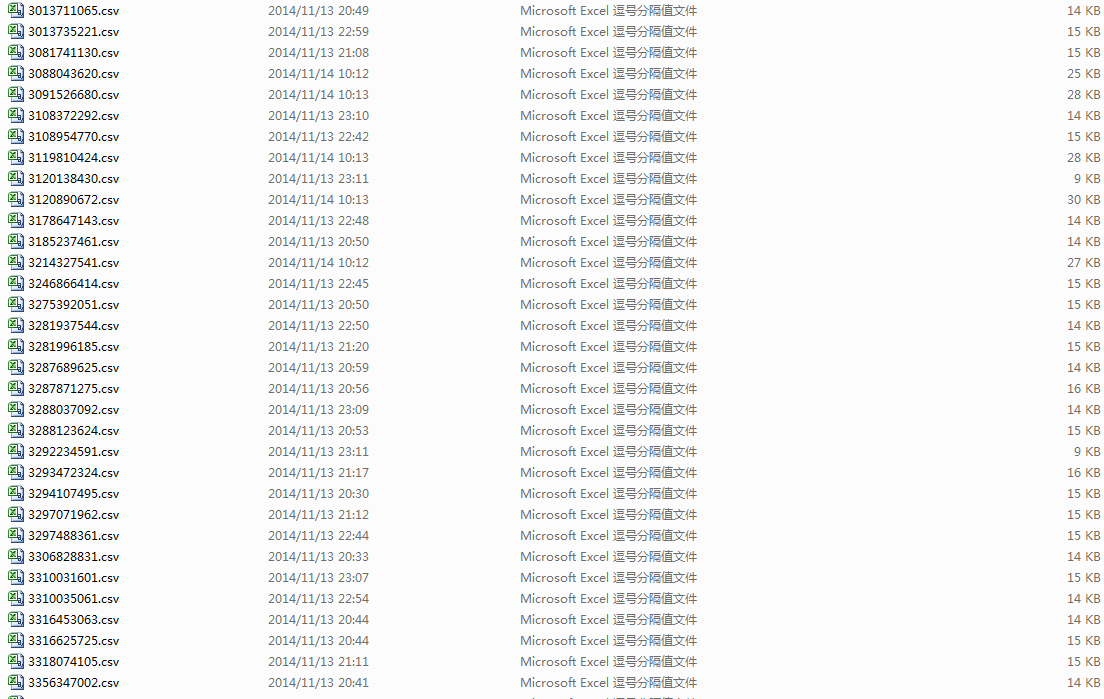 3013711065.csv 2014/11/13 20:49 Microsoft Excel 逗号分隔值文件 14 KB
3013735221.csv 2014/11/13 22:59 Microsoft Excel 逗号分隔值文件 15 KB
3081741130.csv 2014/11/13 21:08 Microsoft Excel 逗号分隔值文件 15 KB
3088043620.csv 2014/11/14 10:12 Microsoft Excel 逗号分隔值文件 25 KB
3091526680.csv 2014/11/14 10:13 Microsoft Excel 逗号分隔值文件 28 KB
3108372292.csv 2014/11/13 23:10 Microsoft Excel 逗号分隔值文件 14 KB
3108954770.csv 2014/11/13 22:42 Microsoft Excel 逗号分隔值文件 15 KB
3119810424.csv 2014/11/14 10:13 Microsoft Excel 逗号分隔值文件 28 KB
3120138430.csv 2014/11/13 23:11 Microsoft Excel 逗号分隔值文件 9 KB
3120890672.csv 2014/11/14 10:13 Microsoft Excel 逗号分隔值文件 30 KB
3178647143.csv 2014/11/13 22:48 Microsoft Excel 逗号分隔值文件 14 KB
3185237461.csv 2014/11/13 20:50 Microsoft Excel 逗号分隔值文件 14 KB
3214327541.csv 2014/11/14 10:12 Microsoft Excel 逗号分隔值文件 27 KB
3246866414.csv 2014/11/13 22:45 Microsoft Excel 逗号分隔值文件 15 KB
3275392051.csv 2014/11/13 20:50 Microsoft Excel 逗号分隔值文件 15 KB
3281937544.csv 2014/11/13 22:50 Microsoft Excel 逗号分隔值文件 14 KB
3281996185.csv 2014/11/13 21:20 Microsoft Excel 逗号分隔值文件 15 KB
3287689625.csv 2014/11/13 20:59 Microsoft Excel 逗号分隔值文件 14 KB
3287871275.csv 2014/11/13 20:56 Microsoft Excel 逗号分隔值文件 16 KB
3288037092.csv 2014/11/13 23:09 Microsoft Excel 逗号分隔值文件 14 KB
3288123624.csv 2014/11/13 20:53 Microsoft Excel 逗号分隔值文件 15 KB
3292234591.csv 2014/11/13 23:11 Microsoft Excel 逗号分隔值文件 9 KB
3293472324.csv 2014/11/13 21:17 Microsoft Excel 逗号分隔值文件 16 KB
3294107495.csv 2014/11/13 20:30 Microsoft Excel 逗号分隔值文件 15 KB
3297071962.csv 2014/11/13 21:12 Microsoft Excel 逗号分隔值文件 15 KB
3297488361.csv 2014/11/13 22:44 Microsoft Excel 逗号分隔值文件 15 KB
3306828831.csv 2014/11/13 20:33 Microsoft Excel 逗号分隔值文件 14 KB
3310031601.csv 2014/11/13 23:07 Microsoft Excel 逗号分隔值文件 15 KB
3310035061.csv 2014/11/13 22:54 Microsoft Excel 逗号分隔值文件 14 KB
3316453063.csv 2014/11/13 20:44 Microsoft Excel 逗号分隔值文件 14 KB
3316625725.csv 2014/11/13 20:44 Microsoft Excel 逗号分隔值文件 15 KB
3318074105.csv 2014/11/13 21:11 Microsoft Excel 逗号分隔值文件 15 KB
3356347002.csv 2014/11/13 20:41 Microsoft Excel 逗号分隔值文件 14 KB